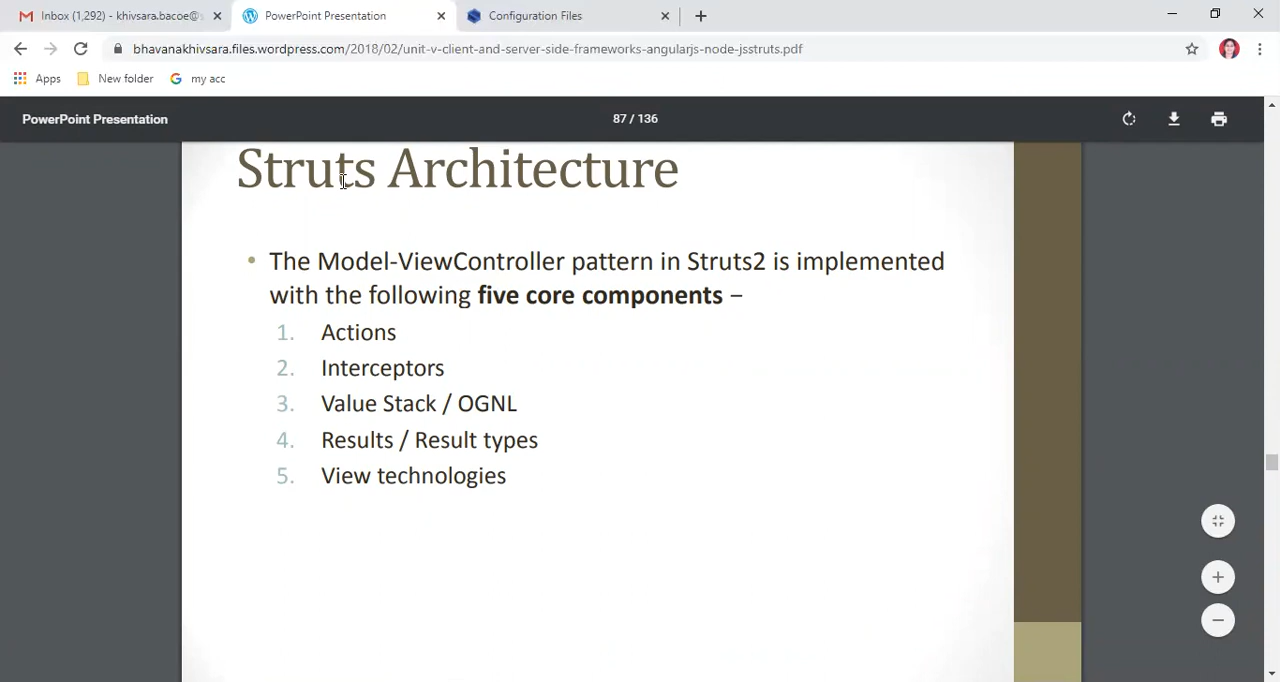 Inbox (1,292) - khivsara.bacoe@s
PowerPoint Presentation
Configuration Files
bhavanakhivsara.files.wordpress.com/2018/02/unit-v-client-and-server-side-frameworks-angularjs-node-jsstruts.pdf
Apps New folder my acc
PowerPoint Presentation 87 / 136
Struts Architecture
• The Model-ViewController pattern in Struts2 is implemented
with the following five core components –
1. Actions
2. Interceptors
3. Value Stack / OGNL
4. Results / Result types
5. View technologies